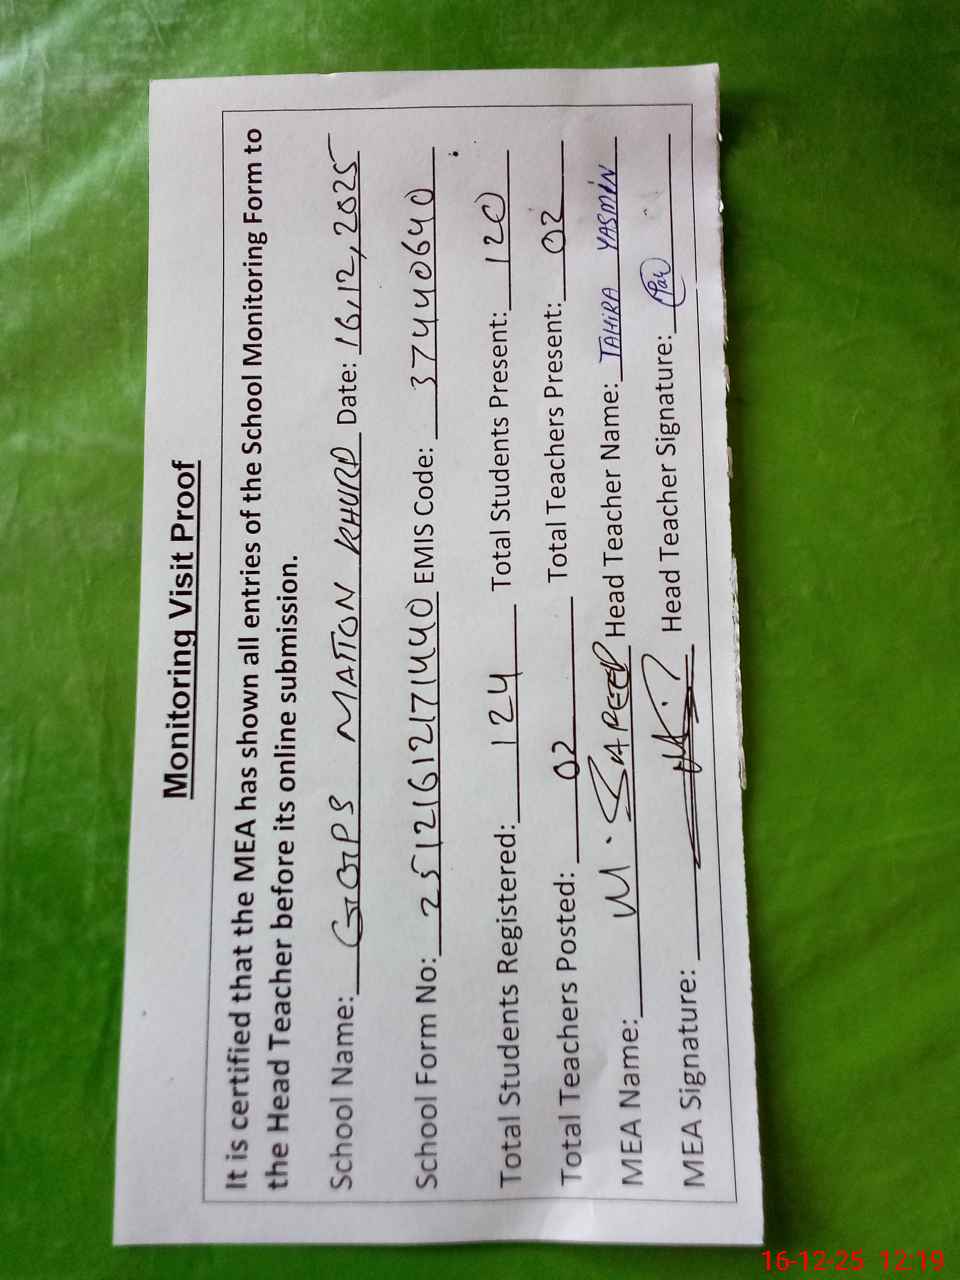 Monitoring Visit Proof
It is certified that the MEA has shown all entries of the School Monitoring Form to
the Head Teacher before its online submission.
School Name: GGPS MATTON KHURD Date: 16,12,2025
School Form No: 25121612171440 EMIS Code: 37440640
Total Students Registered: 124 Total Students Present: 120
Total Teachers Posted: 02 Total Teachers Present: 02
MEA Name: M. Head Teacher Name: TAHIRA YASMIN
MEA Signature: Head Teacher Signature:
16-12-25 12:19